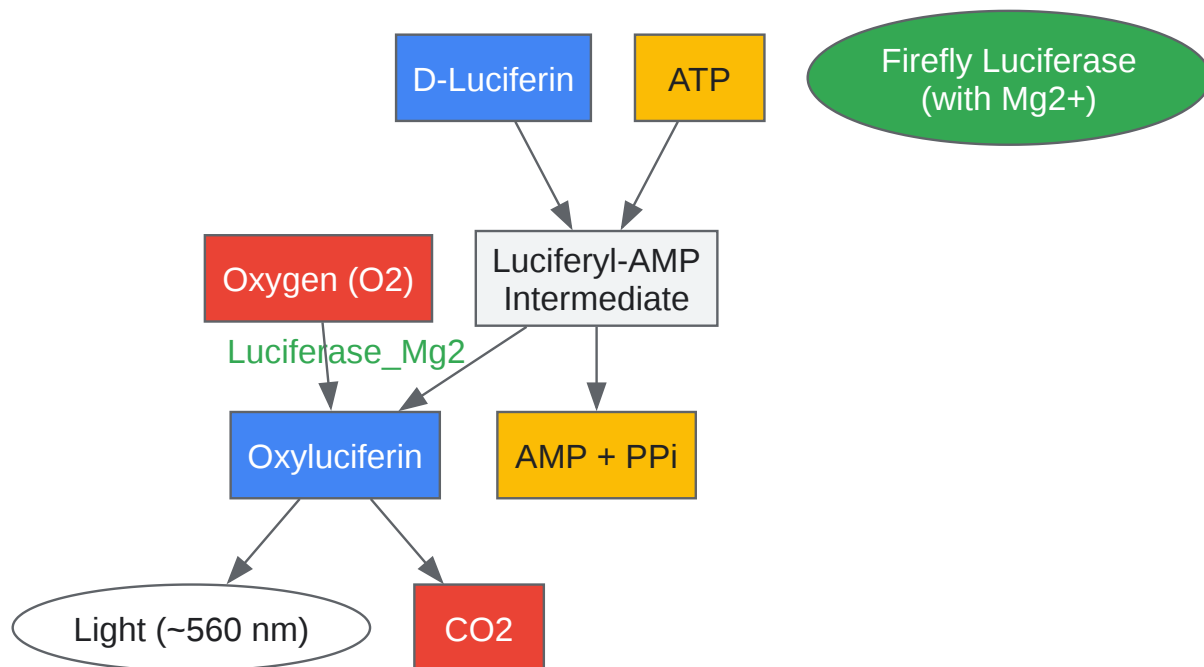 D-Luciferin
ATP
Firefly Luciferase
(with Mg2+)
Oxygen (O2)
Luciferyl-AMP
Intermediate
Luciferase_Mg2
Oxyluciferin
AMP + PPi
Light (~560 nm)
CO2